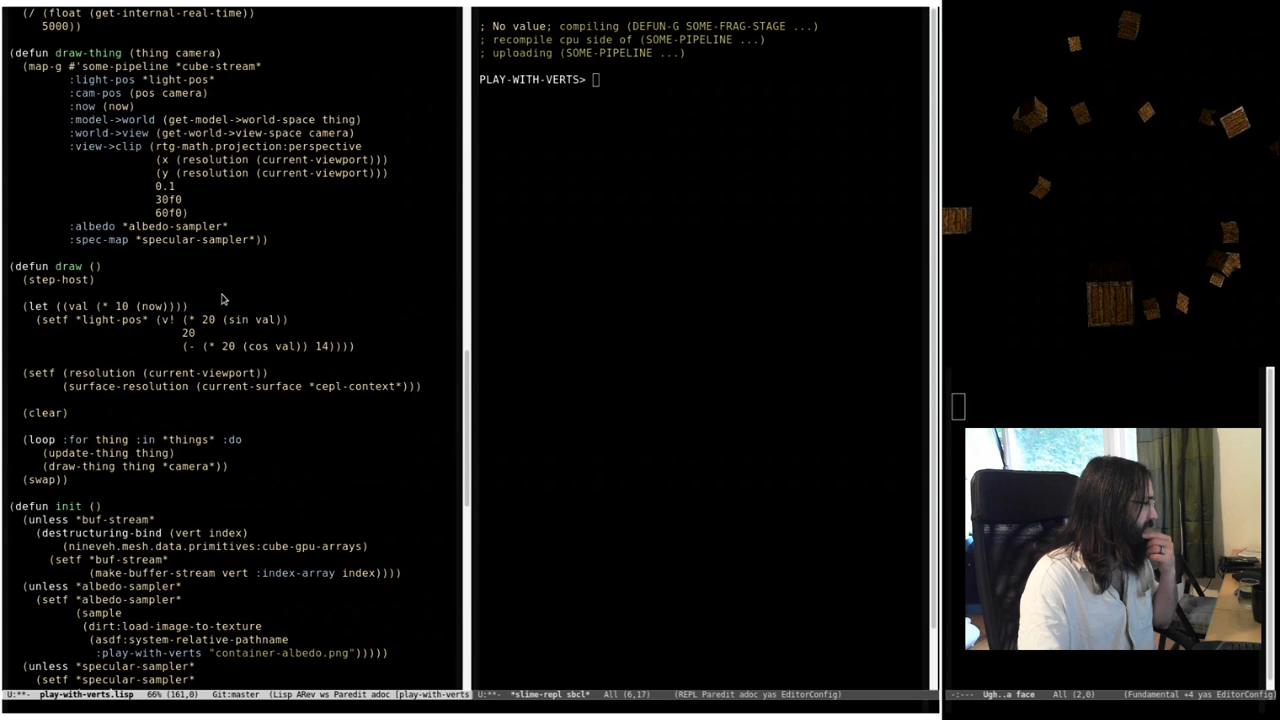 (/ (float (get-internal-real-time))
5000))
(defun draw-thing (thing camera)
(map-g #'some-pipeline *cube-stream*
:light-pos *light-pos*
:cam-pos (pos camera)
:now (now)
:model->world (get-model->world-space thing)
:world->view (get-world->view-space camera)
:view->clip (rtg-math.projection:perspective
(x (resolution (current-viewport)))
(y (resolution (current-viewport)))
0.1
30f0
60f0)
:albedo *albedo-sampler*
:spec-map *specular-sampler*))
(defun draw ()
(step-host)
(let ((val (* 10 (now))))
(setf *light-pos* (v! (* 20 (sin val))
20
(- (* 20 (cos val)) 14))))
(setf (resolution (current-viewport))
(surface-resolution (current-surface *cepl-context*)))
(clear)
(loop :for thing :in *things* :do
(update-thing thing)
(draw-thing thing *camera*))
(swap))
(defun init ()
(unless *buf-stream*
(destructuring-bind (vert index)
(nineveh.mesh.data.primitives:cube-gpu-arrays)
(setf *buf-stream*
(make-buffer-stream vert :index-array index))))
(unless *albedo-sampler*
(setf *albedo-sampler*
(sample
(dirt:load-image-to-texture
(asdf:system-relative-pathname
:play-with-verts "container-albedo.png")))))
(unless *specular-sampler*
(setf *specular-sampler*
U:**- play-with-verts.lisp 66% (161,0) Git:master (Lisp ARev ws Paredit adoc [play-with-verts
; No value; compiling (DEFUN-G SOME-FRAG-STAGE ...)
; recompile cpu side of (SOME-PIPELINE ...)
; uploading (SOME-PIPELINE ...)
PLAY-WITH-VERTS>
U:**- *slime-repl sbcl* All (6,17) (REPL Paredit adoc yas EditorConfig)
-:--- Ugh..a face All (2,0) (Fundamental +4 yas EditorConfig)